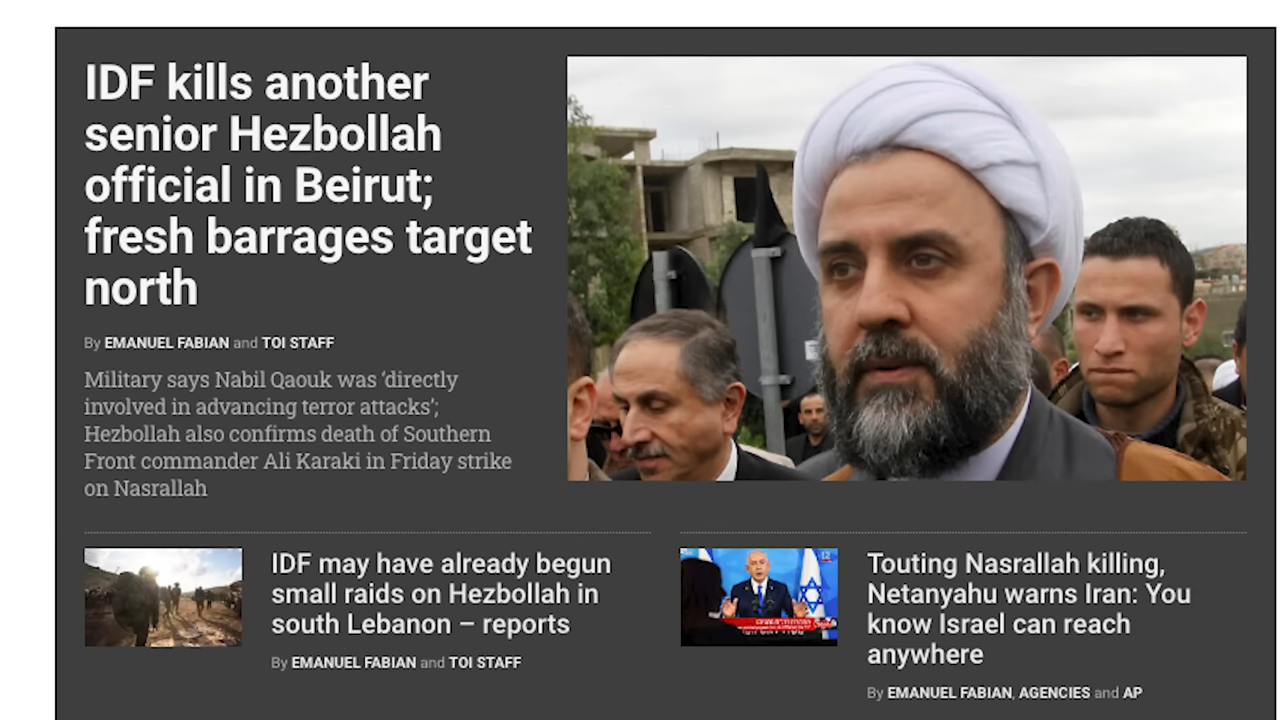 IDF kills another
senior Hezbollah
official in Beirut;
fresh barrages target
north
By EMANUEL FABIAN and TOI STAFF
Military says Nabil Qaouk was ‘directly
involved in advancing terror attacks’;
Hezbollah also confirms death of Southern
Front commander Ali Karaki in Friday strike
on Nasrallah
IDF may have already begun
small raids on Hezbollah in
south Lebanon – reports
By EMANUEL FABIAN and TOI STAFF
Touting Nasrallah killing,
Netanyahu warns Iran: You
know Israel can reach
anywhere
By EMANUEL FABIAN, AGENCIES and AP